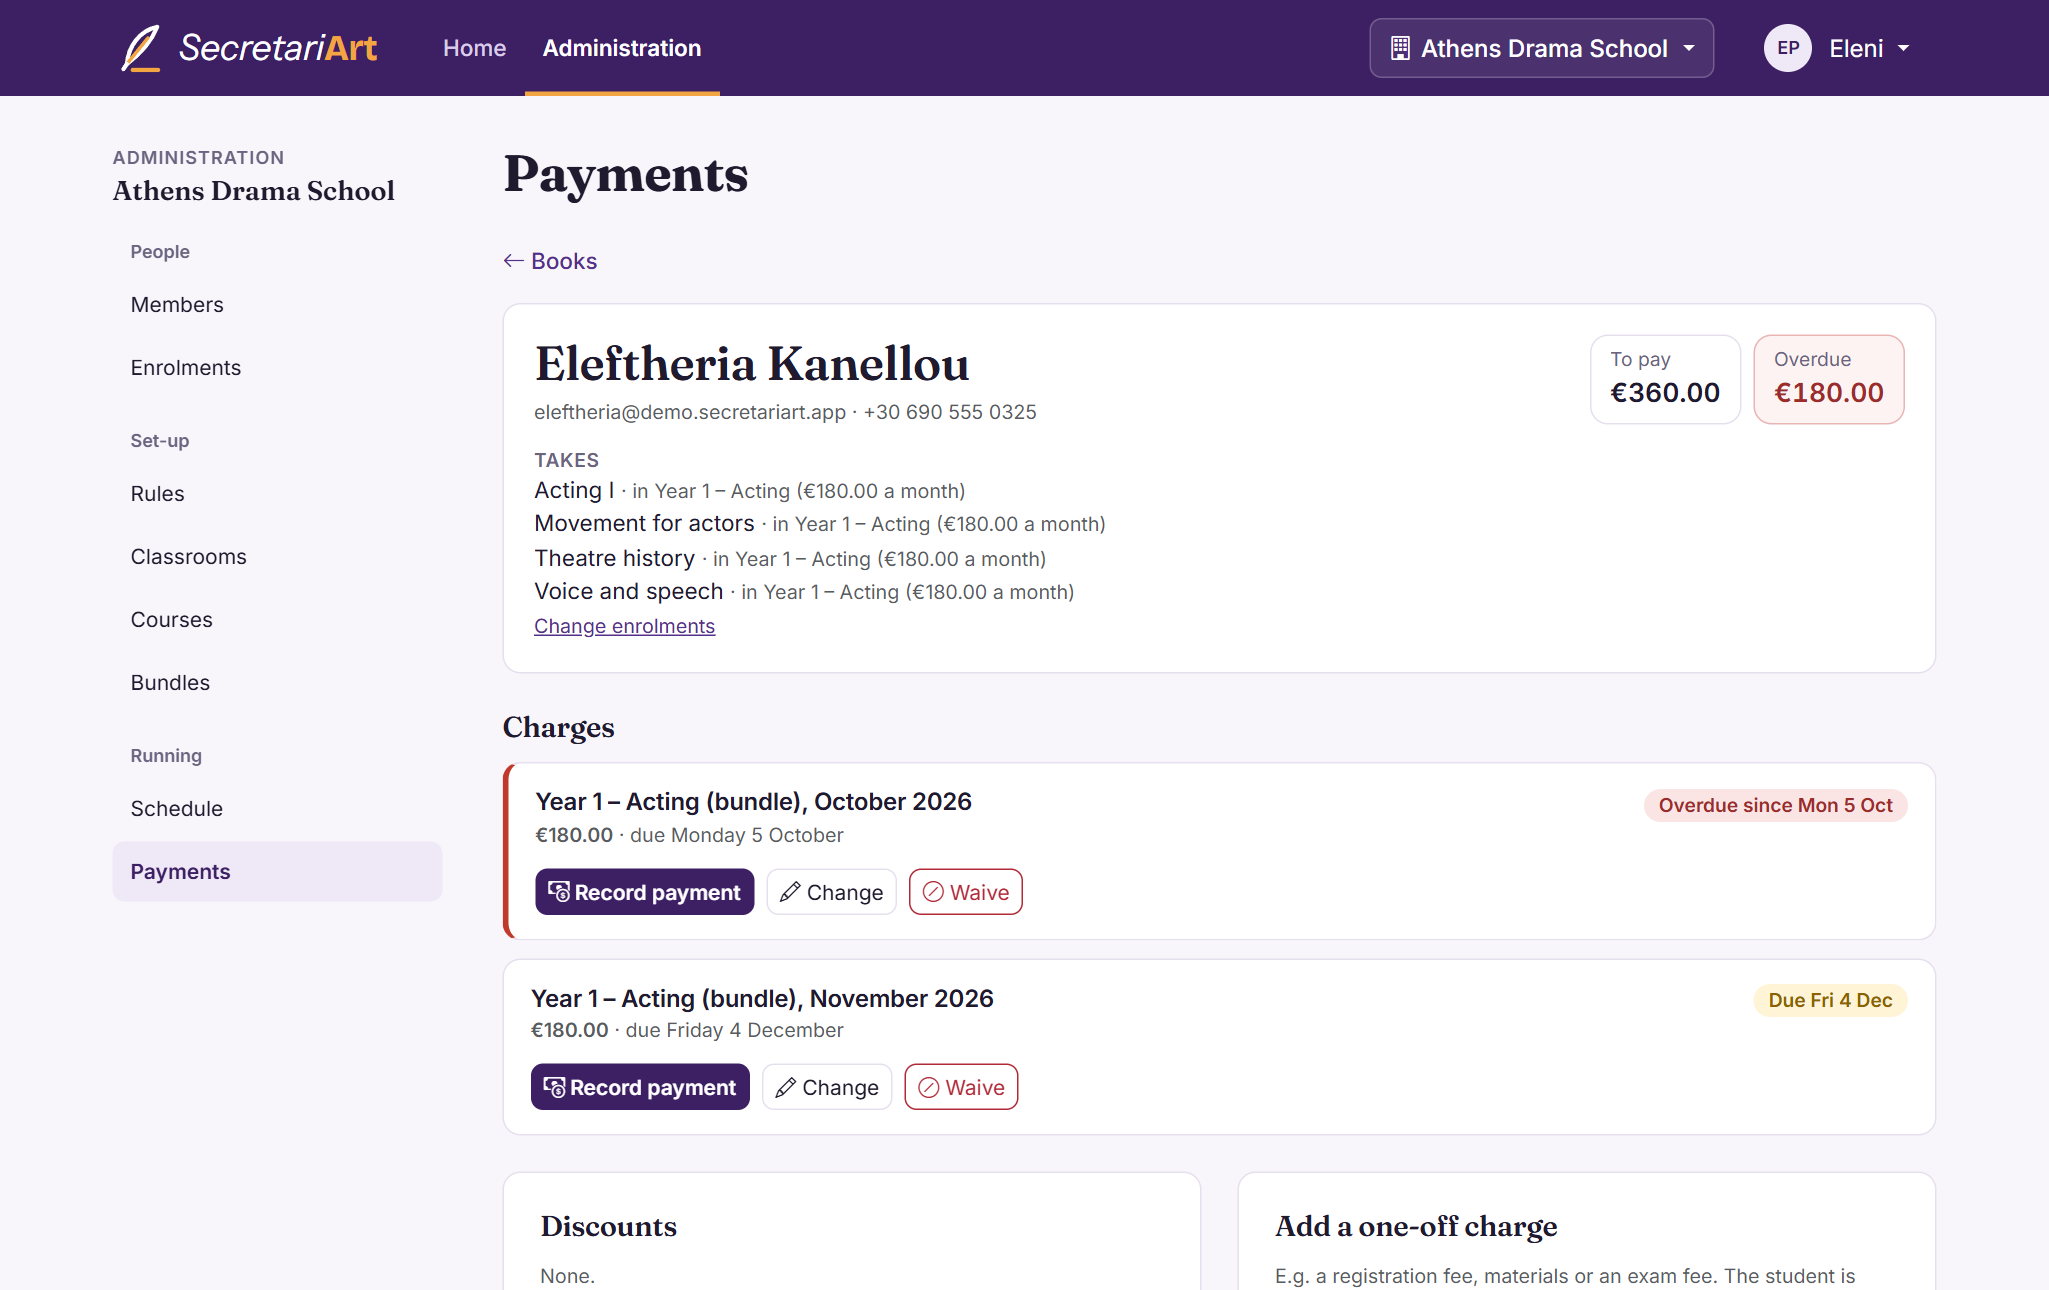 SecretariArt
Home
Administration
Athens Drama School
EP
Eleni
ADMINISTRATION
Athens Drama School
People
Members
Enrolments
Set-up
Rules
Classrooms
Courses
Bundles
Running
Schedule
Payments
Payments
← Books
Eleftheria Kanellou
eleftheria@demo.secretariart.app · +30 690 555 0325
To pay
€360.00
Overdue
€180.00
TAKES
Acting I · in Year 1 – Acting (€180.00 a month)
Movement for actors · in Year 1 – Acting (€180.00 a month)
Theatre history · in Year 1 – Acting (€180.00 a month)
Voice and speech · in Year 1 – Acting (€180.00 a month)
Change enrolments
Charges
Year 1 – Acting (bundle), October 2026
Overdue since Mon 5 Oct
€180.00 · due Monday 5 October
Record payment
Change
Waive
Year 1 – Acting (bundle), November 2026
Due Fri 4 Dec
€180.00 · due Friday 4 December
Record payment
Change
Waive
Discounts
None.
Add a one-off charge
E.g. a registration fee, materials or an exam fee. The student is